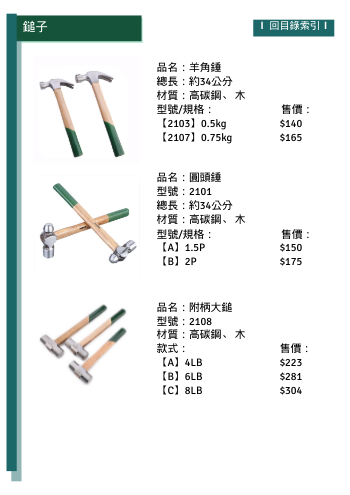 鎚子
回目錄索引
品名：羊角錘
總長：約34公分
材質：高碳鋼、木
型號/規格： 售價：
【2103】0.5kg $140
【2107】0.75kg $165
品名：圓頭錘
型號：2101
總長：約34公分
材質：高碳鋼、木
型號/規格： 售價：
【A】1.5P $150
【B】2P $175
品名：附柄大鎚
型號：2108
材質：高碳鋼、木
款式： 售價：
【A】4LB $223
【B】6LB $281
【C】8LB $304